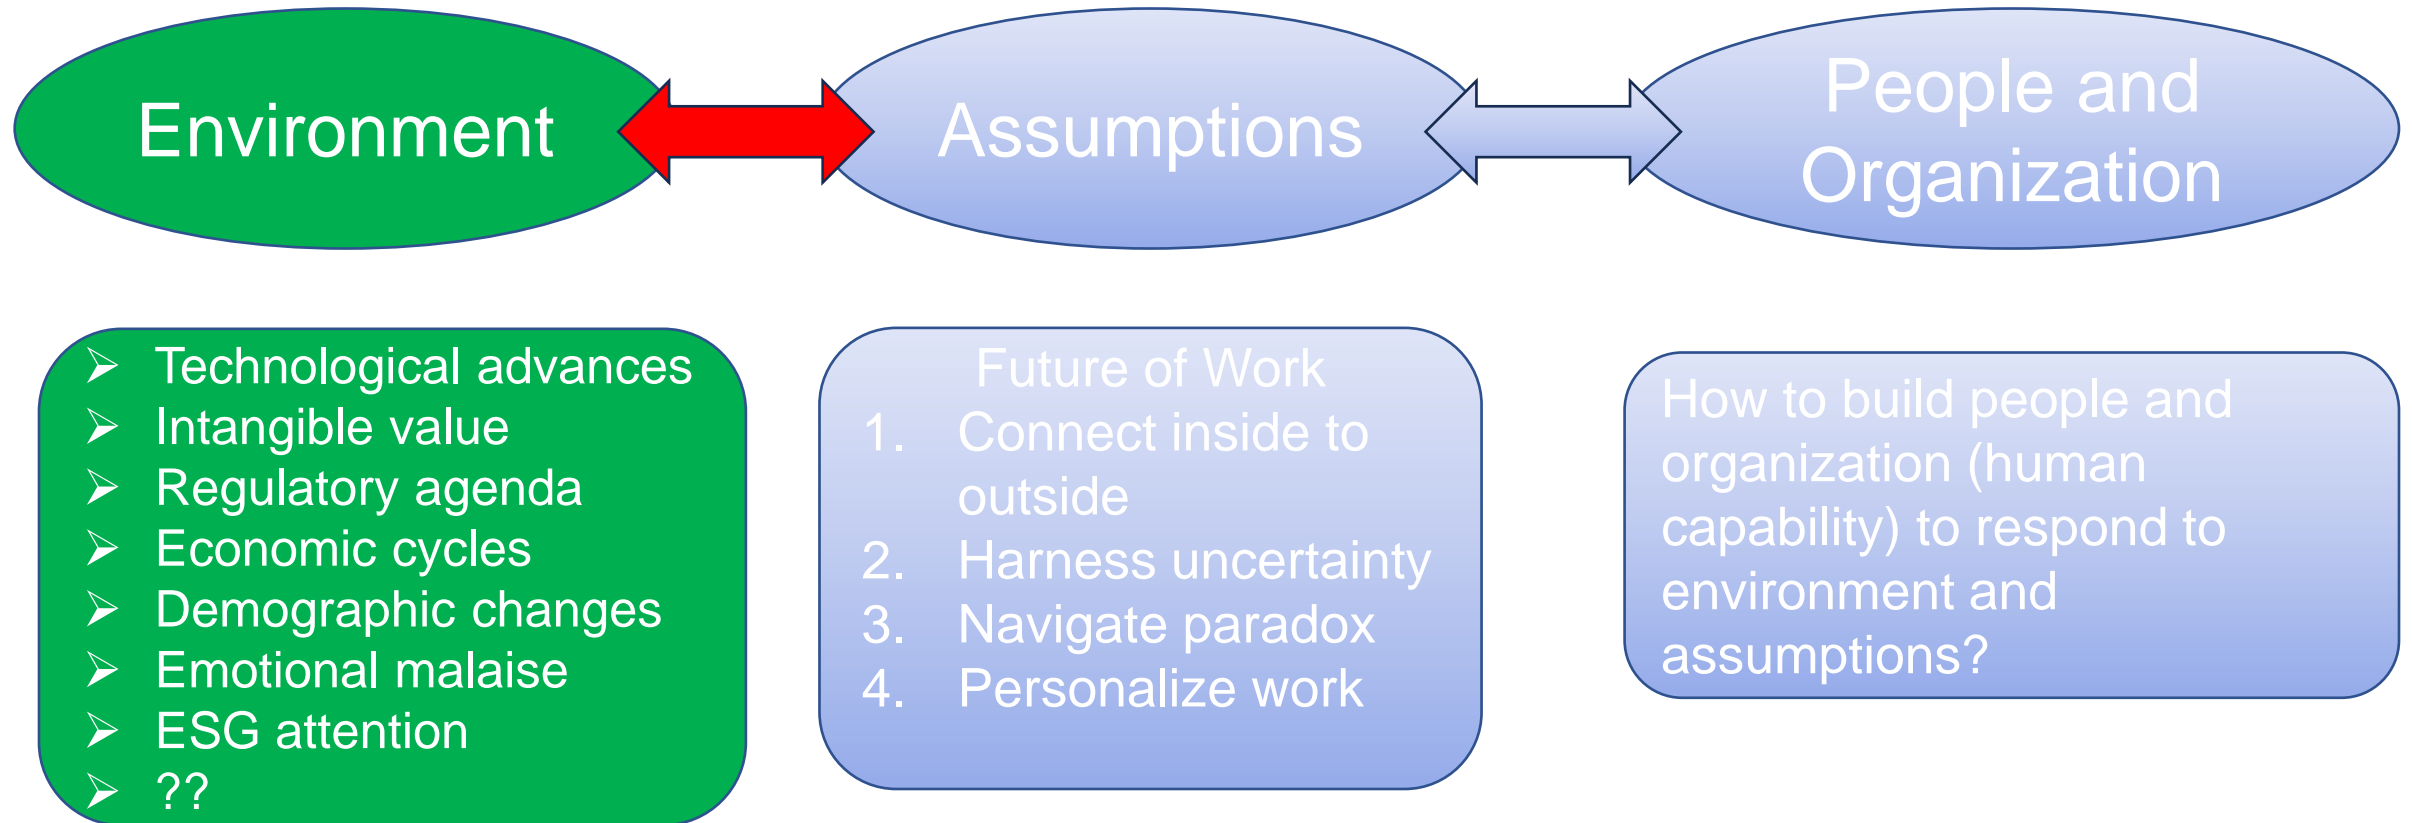 Environment
Assumptions
People and
Organization
➢ Technological advances
➢ Intangible value
➢ Regulatory agenda
➢ Economic cycles
➢ Demographic changes
➢ Emotional malaise
➢ ESG attention
➢ ??
Future of Work
1. Connect inside to
outside
2. Harness uncertainty
3. Navigate paradox
4. Personalize work
How to build people and
organization (human
capability) to respond to
environment and
assumptions?